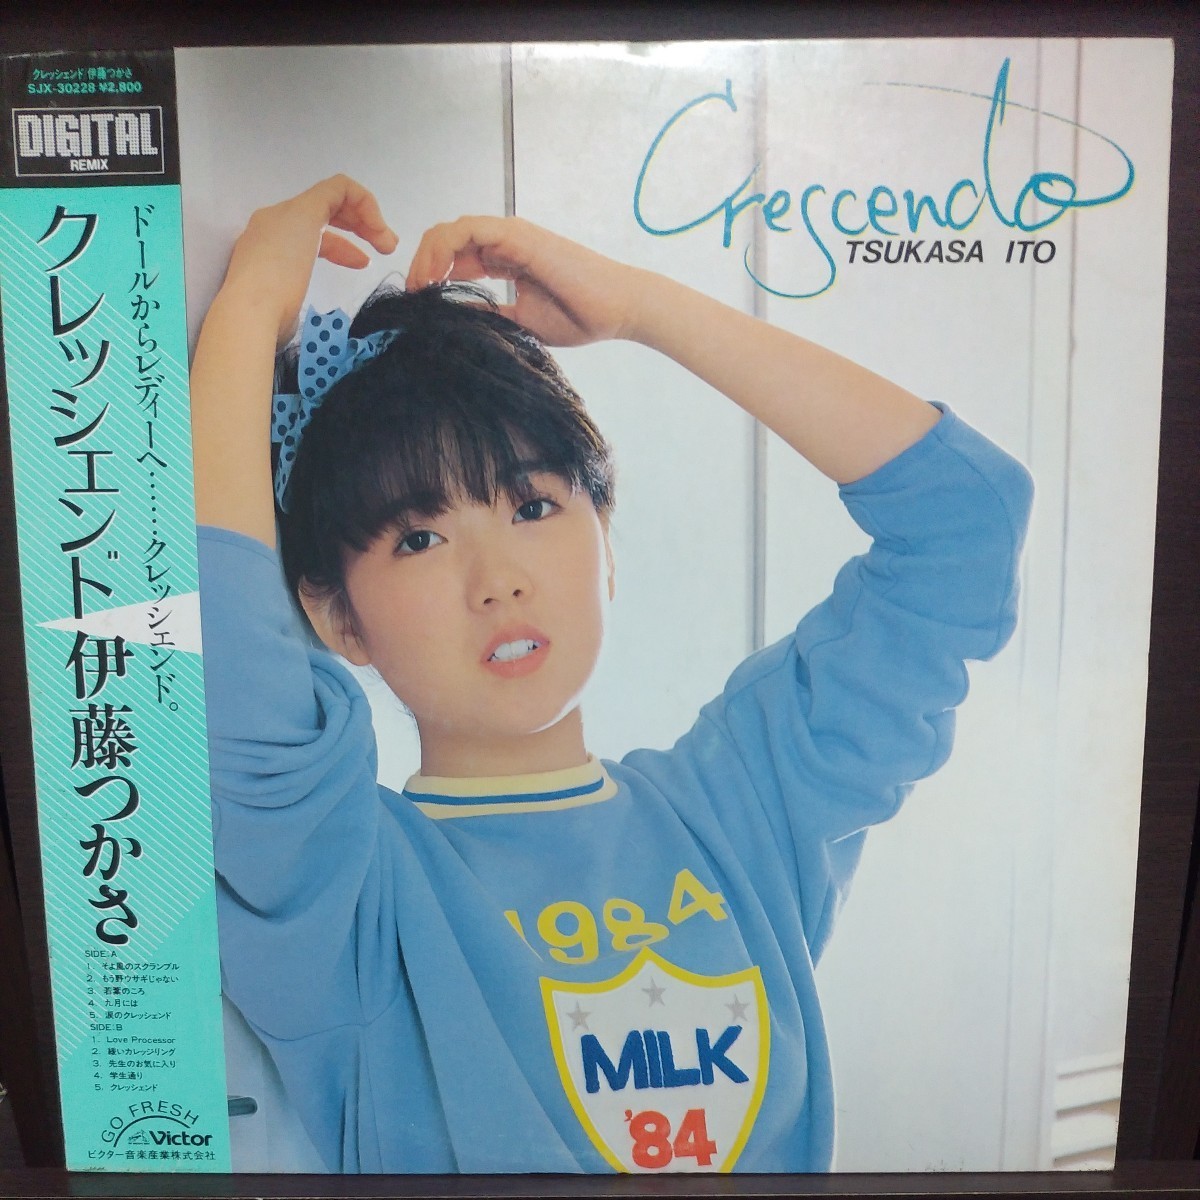 クレッシェンド 伊藤つかさ
SJX-30228 ¥2,800
DIGITAL
REMIX
ドールからレディーへ……クレッシェンド。
クレッシェンド 伊藤つかさ
SIDE:A
1. そよ風のスクランブル
2. もう野ウサギじゃない
3. 若葉のころ
4. 九月には
5. 涙のクレッシェンド
SIDE:B
1. Love Processor
2. 緩いカレッジリング
3. 先生のお気に入り
4. 学生通り
5. クレッシェンド
GO FRESH
Victor
ビクター音楽産業株式会社
Crescendo
TSUKASA ITO
1984
MILK
'84